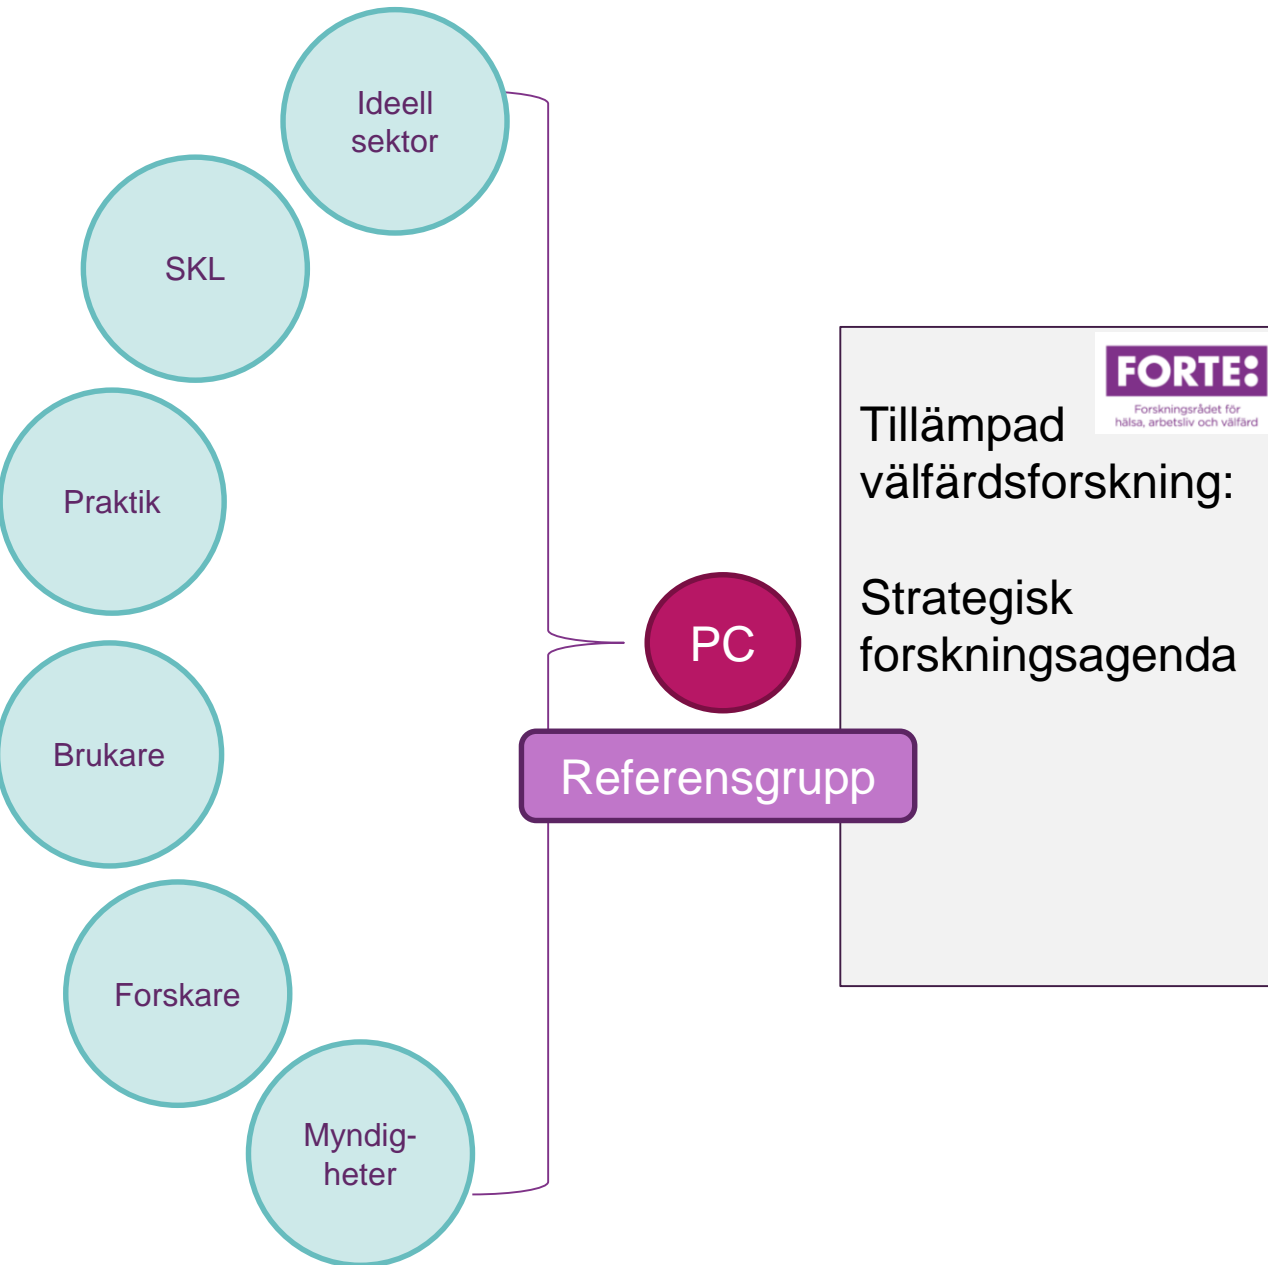 Ideell
sektor
SKL
Praktik
Brukare
Forskare
Myndig-
heter
PC
Referensgrupp
FORTE:
Forskningsrådet för
hälsa, arbetsliv och välfärd
Tillämpad
välfärdsforskning:
Strategisk
forskningsagenda